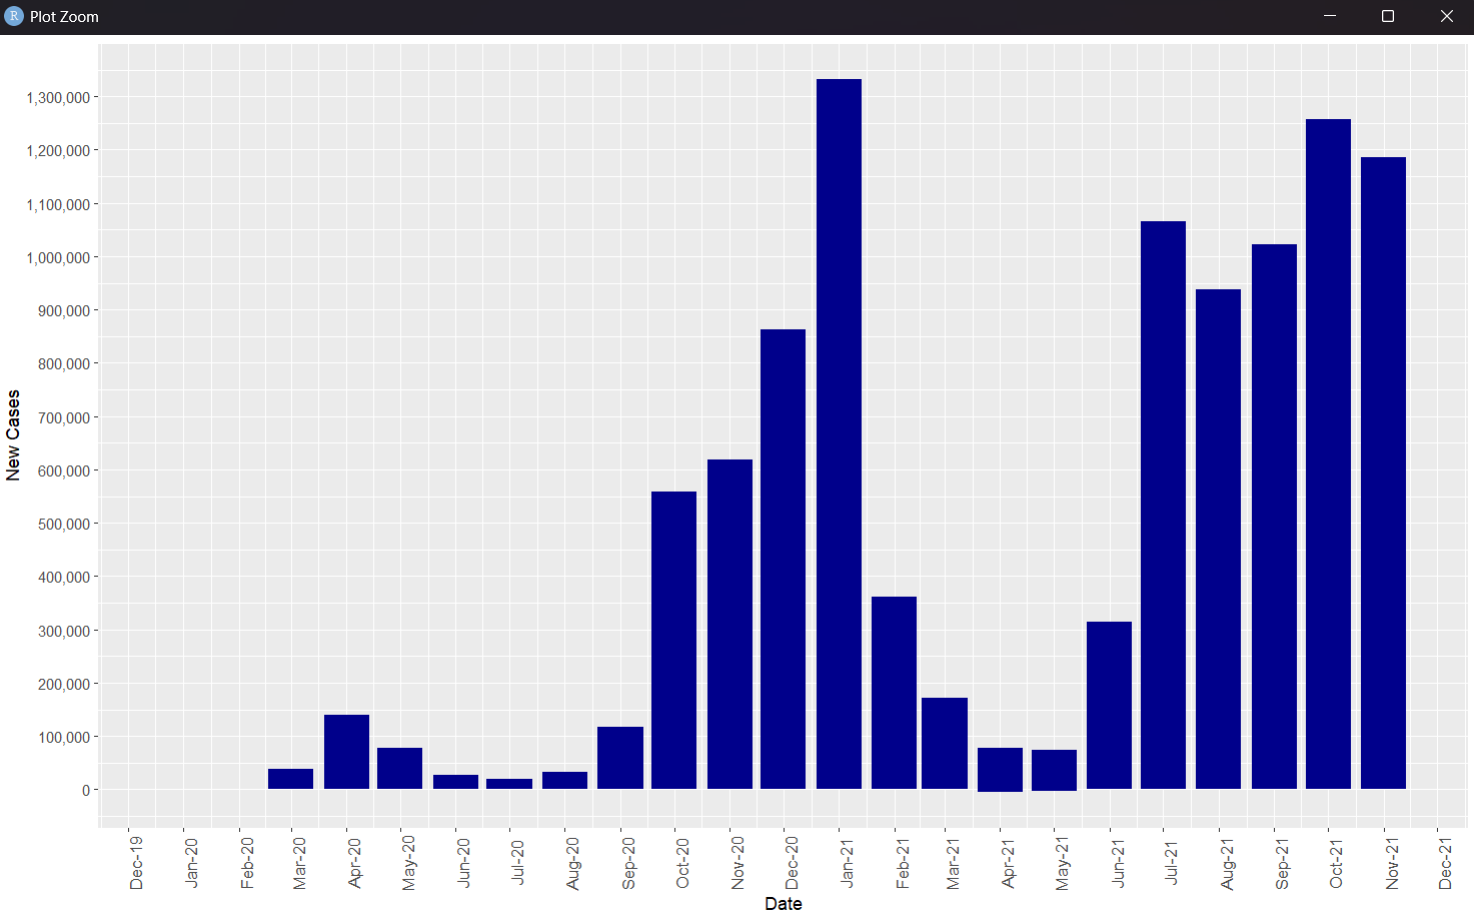 R Plot Zoom
New Cases
1,300,000
1,200,000
1,100,000
1,000,000
900,000
800,000
700,000
600,000
500,000
400,000
300,000
200,000
100,000
0
Dec-19
Jan-20
Feb-20
Mar-20
Apr-20
May-20
Jun-20
Jul-20
Aug-20
Sep-20
Oct-20
Nov-20
Dec-20
Jan-21
Feb-21
Mar-21
Apr-21
May-21
Jun-21
Jul-21
Aug-21
Sep-21
Oct-21
Nov-21
Dec-21
Date